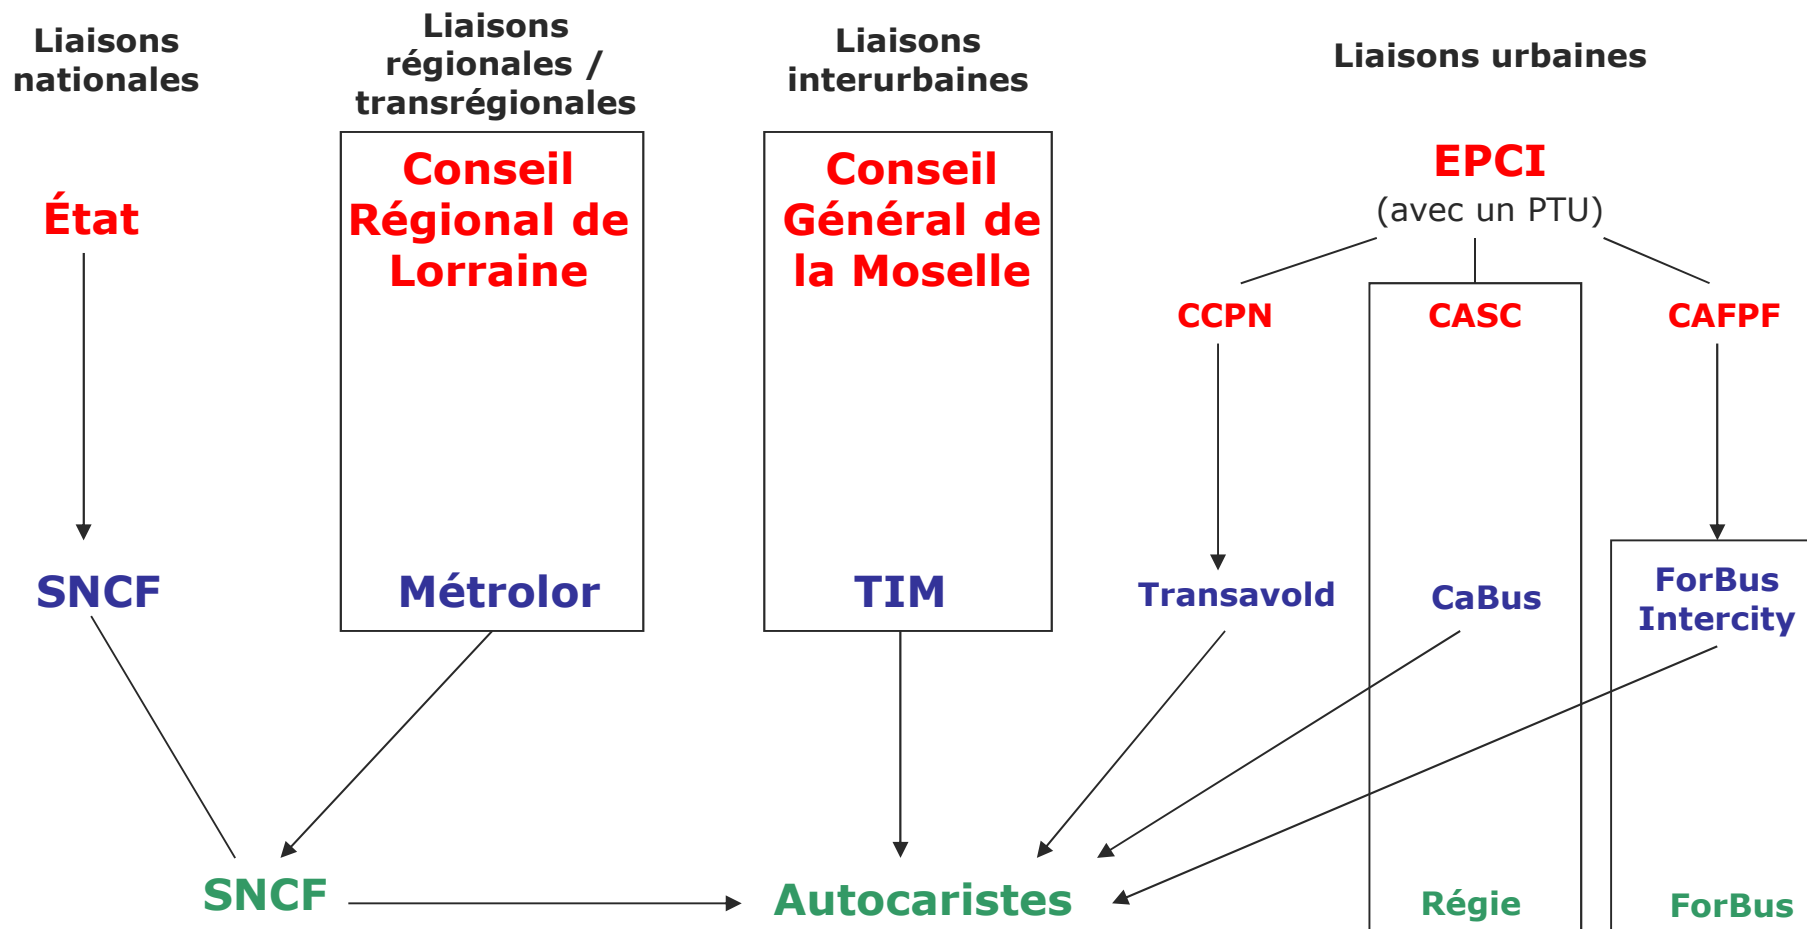 Liaisons
nationales
Liaisons
régionales /
transrégionales
Liaisons
interurbaines
Liaisons urbaines
État
Conseil
Régional de
Lorraine
Conseil
Général de
la Moselle
EPCI
(avec un PTU)
CCPN
CASC
CAFPF
SNCF
Métrolor
TIM
Transavold
CaBus
ForBus
Intercity
SNCF
Autocaristes
Régie
ForBus